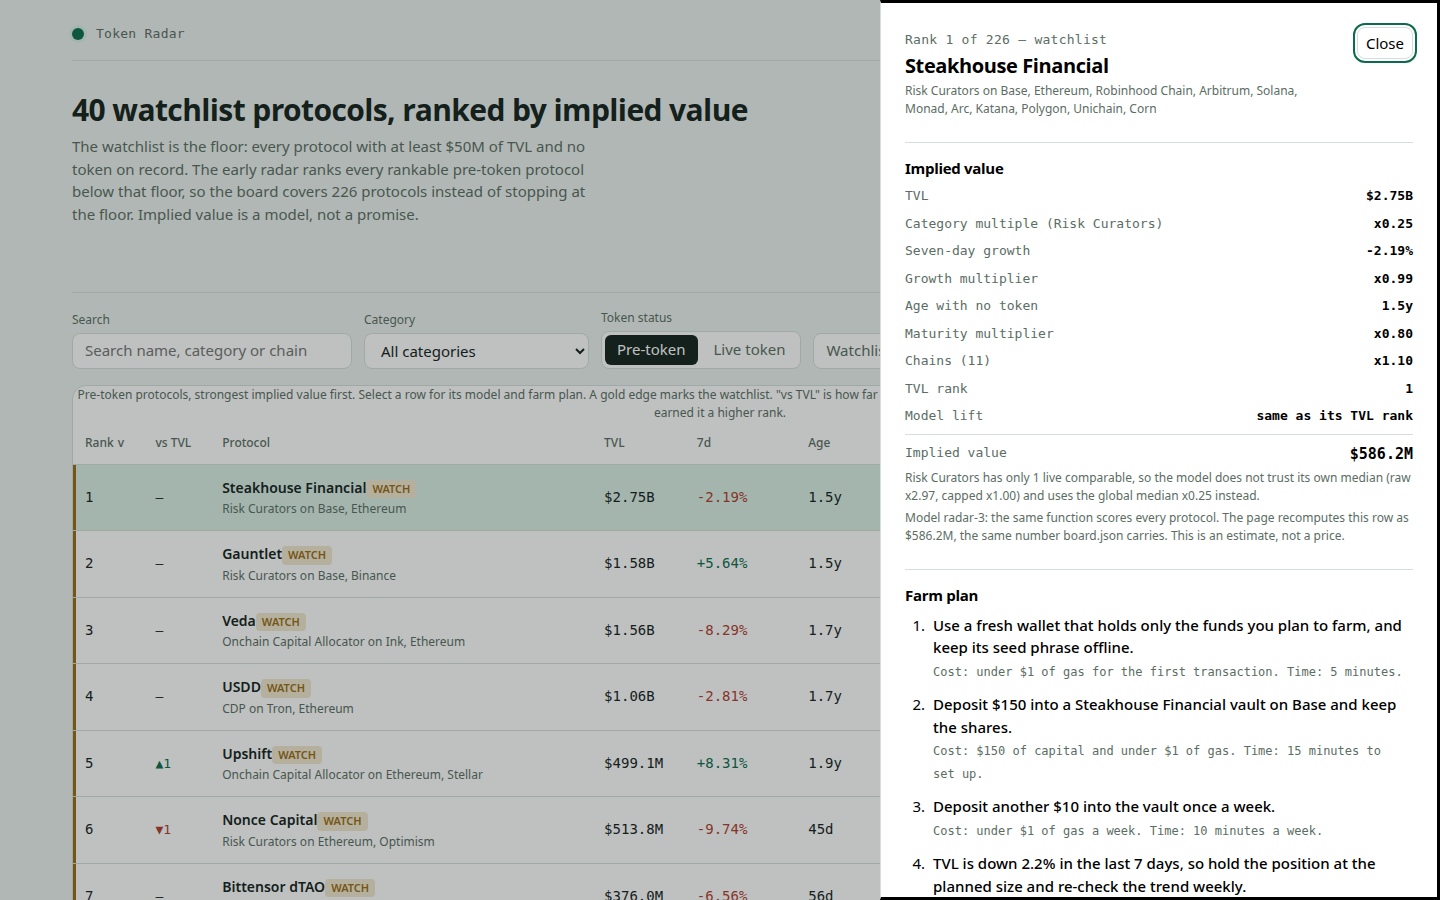 Token Radar
40 watchlist protocols, ranked by implied value
The watchlist is the floor: every protocol with at least $50M of TVL and no
token on record. The early radar ranks every rankable pre-token protocol
below that floor, so the board covers 226 protocols instead of stopping at
the floor. Implied value is a model, not a promise.
Search
Category
Token status
Search name, category or chain
All categories
Pre-token
Live token
Watchlis
Pre-token protocols, strongest implied value first. Select a row for its model and farm plan. A gold edge marks the watchlist. "vs TVL" is how far
earned it a higher rank.
Rank v vs TVL Protocol TVL 7d Age
1 – Steakhouse Financial WATCH $2.75B -2.19% 1.5y
Risk Curators on Base, Ethereum
2 – Gauntlet WATCH $1.58B +5.64% 1.5y
Risk Curators on Base, Binance
3 – Veda WATCH $1.56B -8.29% 1.7y
Onchain Capital Allocator on Ink, Ethereum
4 – USDD WATCH $1.06B -2.81% 1.7y
CDP on Tron, Ethereum
5 ▲1 Upshift WATCH $499.1M +8.31% 1.9y
Onchain Capital Allocator on Ethereum, Stellar
6 ▼1 Nonce Capital WATCH $513.8M -9.74% 45d
Risk Curators on Ethereum, Optimism
7 – Bittensor dTAO WATCH $376.0M -6.56% 56d
Rank 1 of 226 – watchlist
Close
Steakhouse Financial
Risk Curators on Base, Ethereum, Robinhood Chain, Arbitrum, Solana,
Monad, Arc, Katana, Polygon, Unichain, Corn
Implied value
TVL $2.75B
Category multiple (Risk Curators) x0.25
Seven-day growth -2.19%
Growth multiplier x0.99
Age with no token 1.5y
Maturity multiplier x0.80
Chains (11) x1.10
TVL rank 1
Model lift same as its TVL rank
Implied value $586.2M
Risk Curators has only 1 live comparable, so the model does not trust its own median (raw
x2.97, capped x1.00) and uses the global median x0.25 instead.
Model radar-3: the same function scores every protocol. The page recomputes this row as
$586.2M, the same number board.json carries. This is an estimate, not a price.
Farm plan
1. Use a fresh wallet that holds only the funds you plan to farm, and
keep its seed phrase offline.
Cost: under $1 of gas for the first transaction. Time: 5 minutes.
2. Deposit $150 into a Steakhouse Financial vault on Base and keep
the shares.
Cost: $150 of capital and under $1 of gas. Time: 15 minutes to
set up.
3. Deposit another $10 into the vault once a week.
Cost: under $1 of gas a week. Time: 10 minutes a week.
4. TVL is down 2.2% in the last 7 days, so hold the position at the
planned size and re-check the trend weekly.